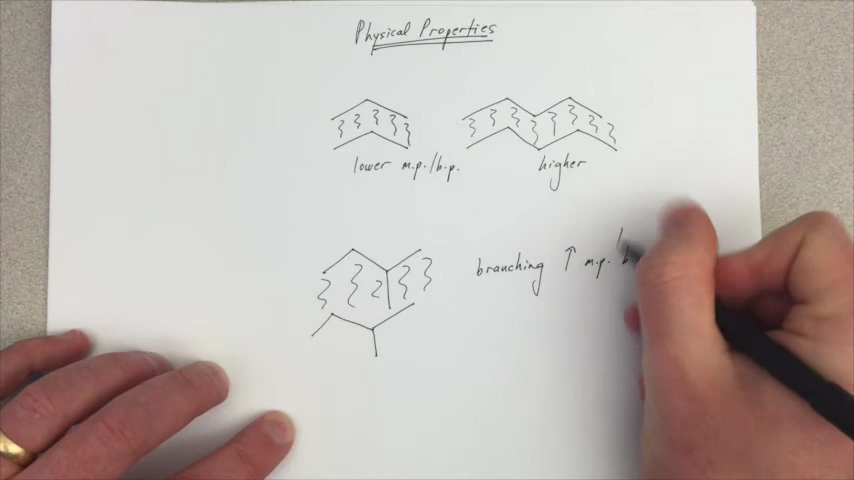 Physical Properties
lower m.p./b.p.
higher
branching ↑ m.p.